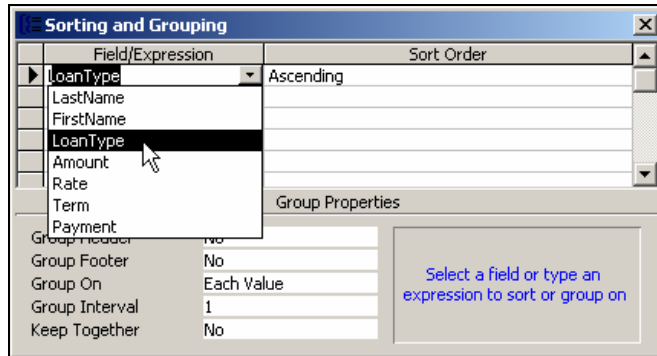 Sorting and Grouping
Field/Expression Sort Order
LoanType Ascending
LastName
FirstName
LoanType
Amount
Rate
Term
Payment
Group Properties
Group Header No
Group Footer No
Group On Each Value
Group Interval 1
Keep Together No
Select a field or type an
expression to sort or group on